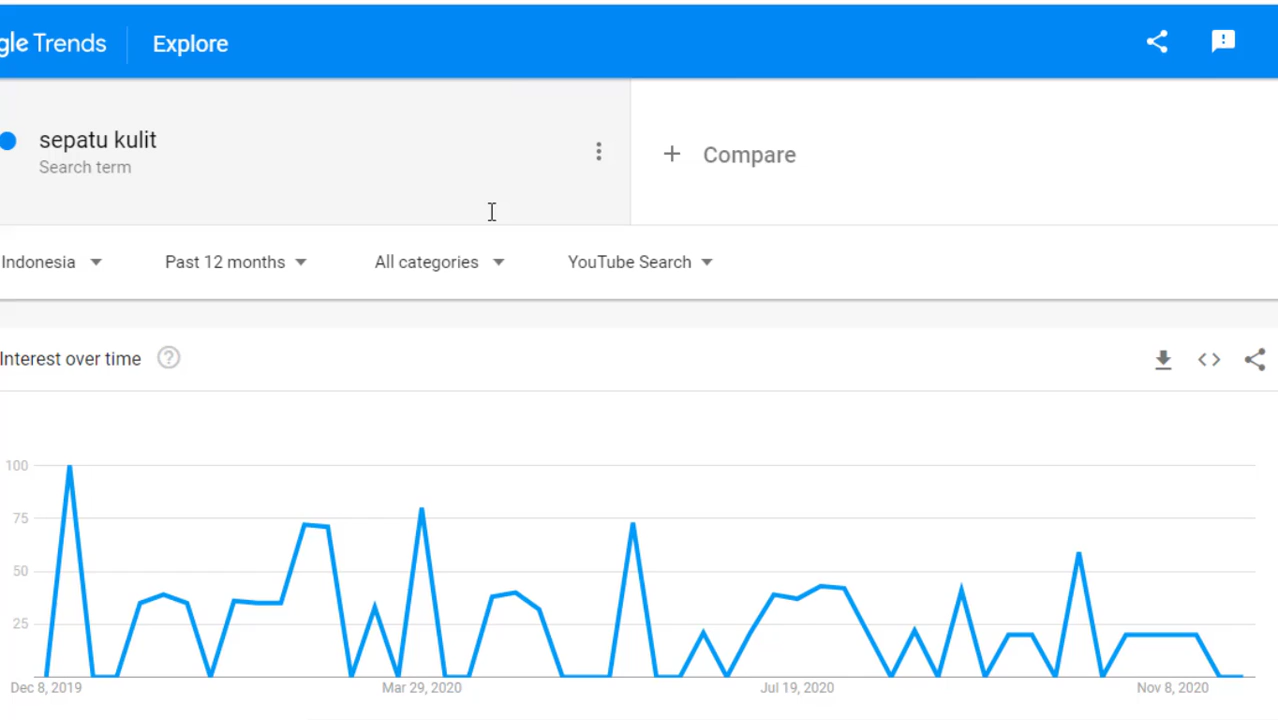 gle Trends Explore
sepatu kulit
Search term
+ Compare
Indonesia Past 12 months All categories YouTube Search
Interest over time ?
100
75
50
25
Dec 8, 2019 Mar 29, 2020 Jul 19, 2020 Nov 8, 2020